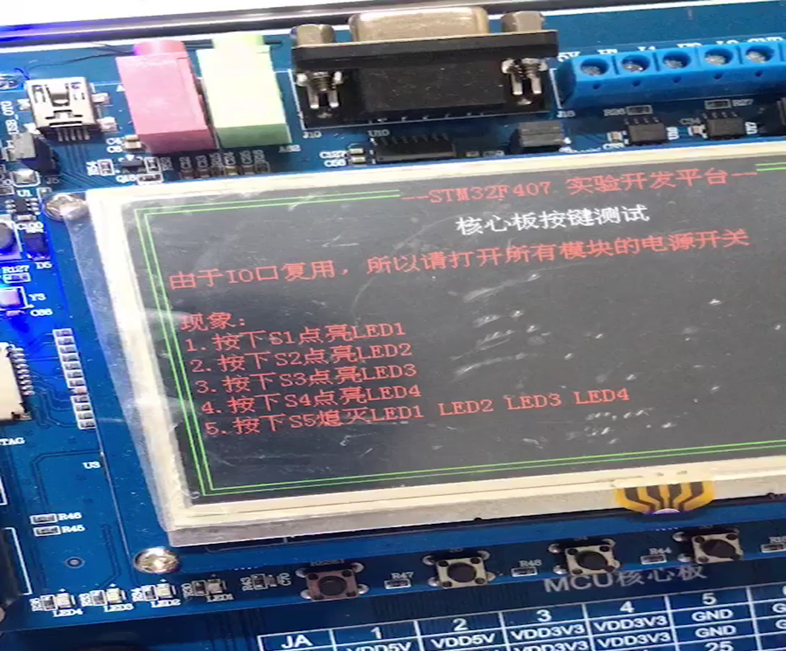 --STM32F407 实验开发平台--
核心板按键测试
由于IO口复用，所以请打开所有模块的电源开关
现象：
1.按下S1点亮LED1
2.按下S2点亮LED2
3.按下S3点亮LED3
4.按下S4点亮LED4
5.按下S5熄灭LED1 LED2 LED3 LED4
R127
Y3
U3
R46
R45
LED4
LED3
LED2
LED1
R47
R48
R44
MCU核心板
JA 1 2 3 4 5
VDD5V VDD5V VDD3V3 VDD3V3 GND
GND
25